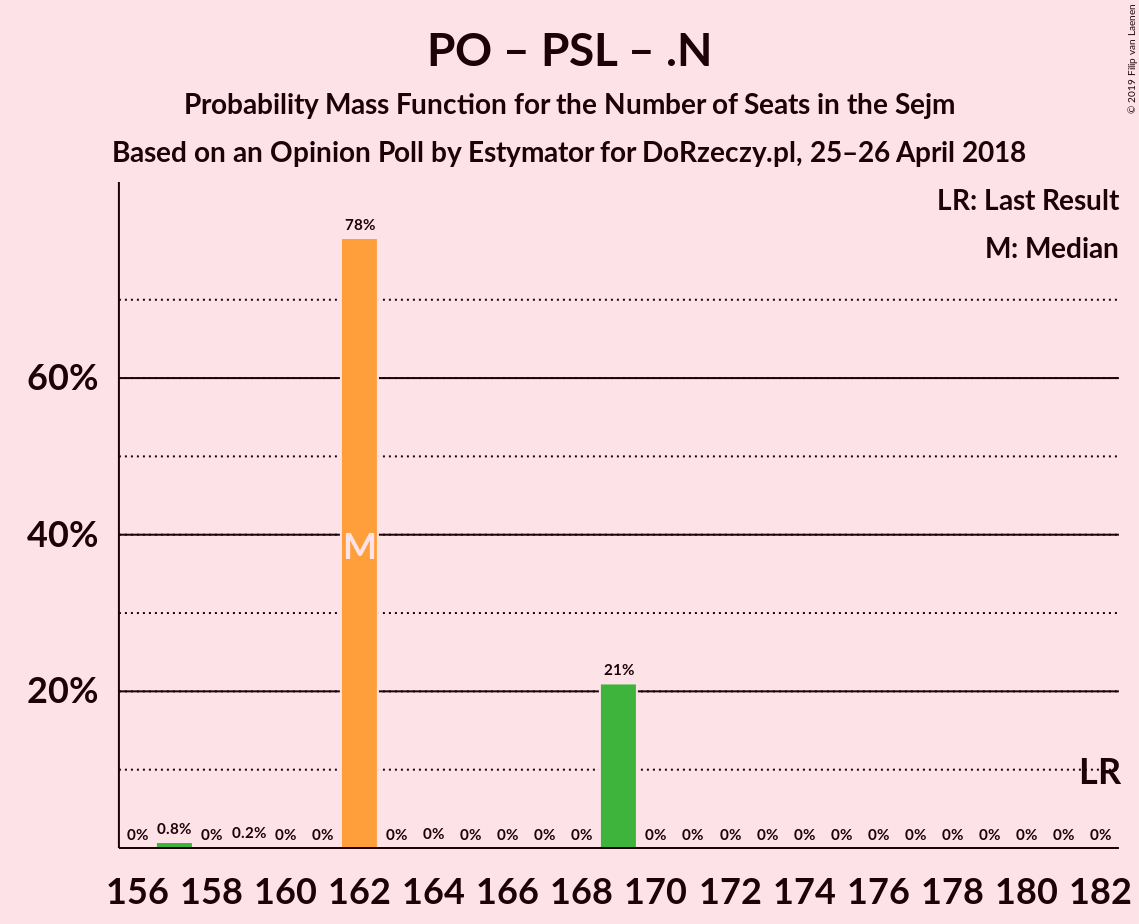 PO – PSL – .N
Probability Mass Function for the Number of Seats in the Sejm
Based on an Opinion Poll by Estymator for DoRzeczy.pl, 25–26 April 2018
© 2019 Filip van Laenen
LR: Last Result
M: Median
78%
60%
40%
M
21%
20%
LR
0% 0.8% 0% 0.2% 0% 0% 0% 0% 0% 0% 0% 0% 0% 0% 0% 0% 0% 0% 0% 0% 0% 0% 0% 0% 0%
156 158 160 162 164 166 168 170 172 174 176 178 180 182